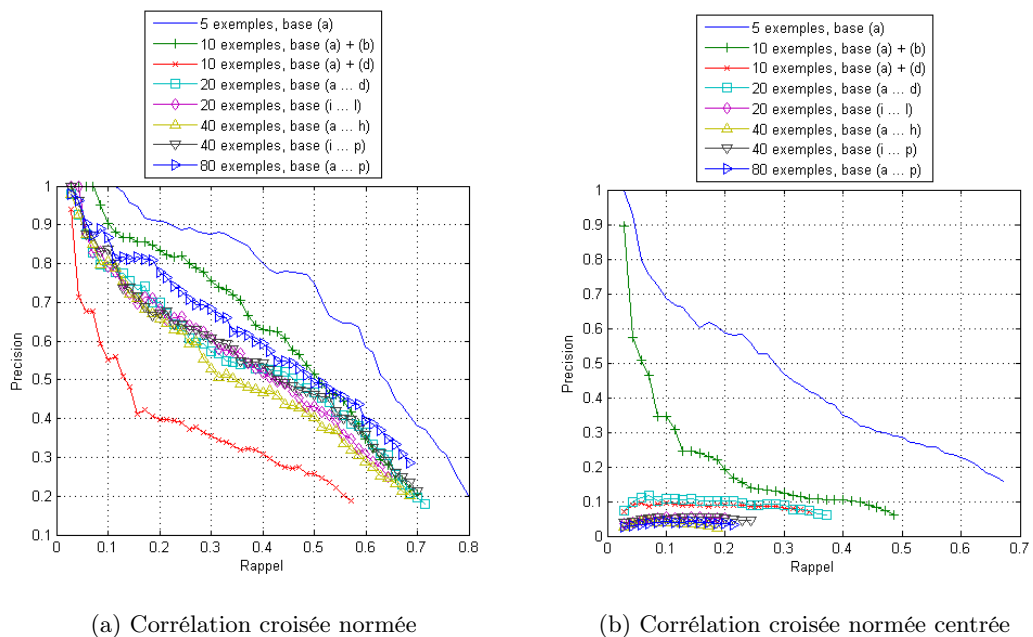 5 exemples, base (a)
10 exemples, base (a) + (b)
10 exemples, base (a) + (d)
20 exemples, base (a ... d)
20 exemples, base (i ... l)
40 exemples, base (a ... h)
40 exemples, base (i ... p)
80 exemples, base (a ... p)
1
0.9
0.8
0.7
0.6
0.5
0.4
0.3
0.2
0.1
Precision
0 0.1 0.2 0.3 0.4 0.5 0.6 0.7 0.8
Rappel
(a) Corrélation croisée normée
5 exemples, base (a)
10 exemples, base (a) + (b)
10 exemples, base (a) + (d)
20 exemples, base (a ... d)
20 exemples, base (i ... l)
40 exemples, base (a ... h)
40 exemples, base (i ... p)
80 exemples, base (a ... p)
1
0.9
0.8
0.7
0.6
0.5
0.4
0.3
0.2
0.1
0
Precision
0 0.1 0.2 0.3 0.4 0.5 0.6 0.7
Rappel
(b) Corrélation croisée normée centrée